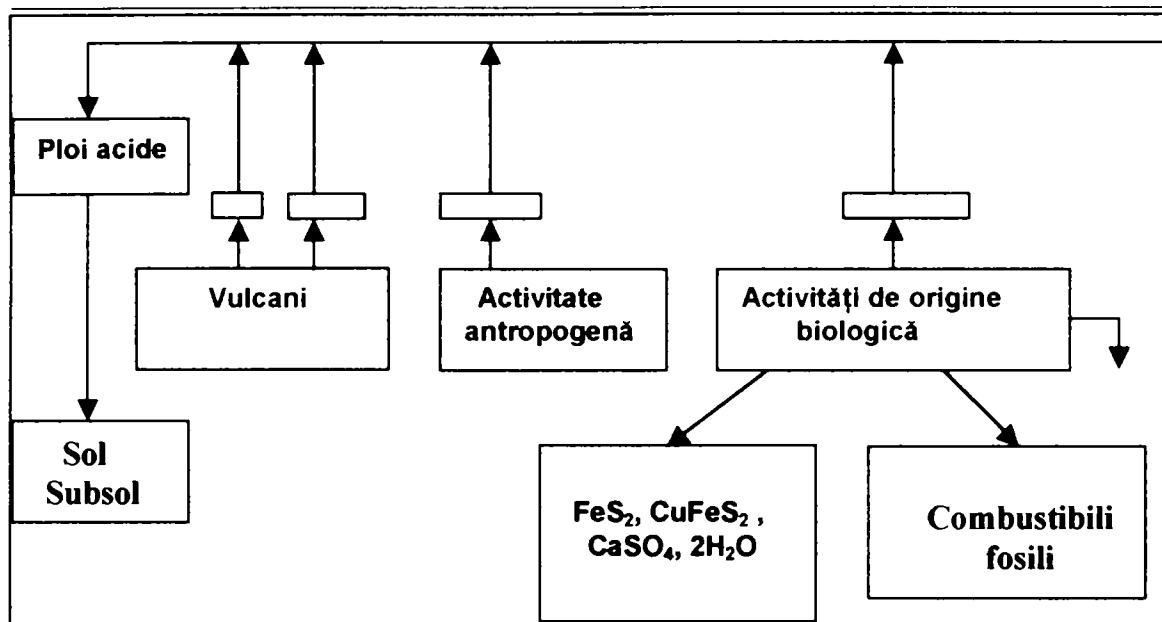 Ploi acide
Vulcani
Activitate
antropogenă
Activități de origine
biologică
Sol
Subsol
FeS₂, CuFeS₂ ,
CaSO₄, 2H₂O
Combustibili
fosili